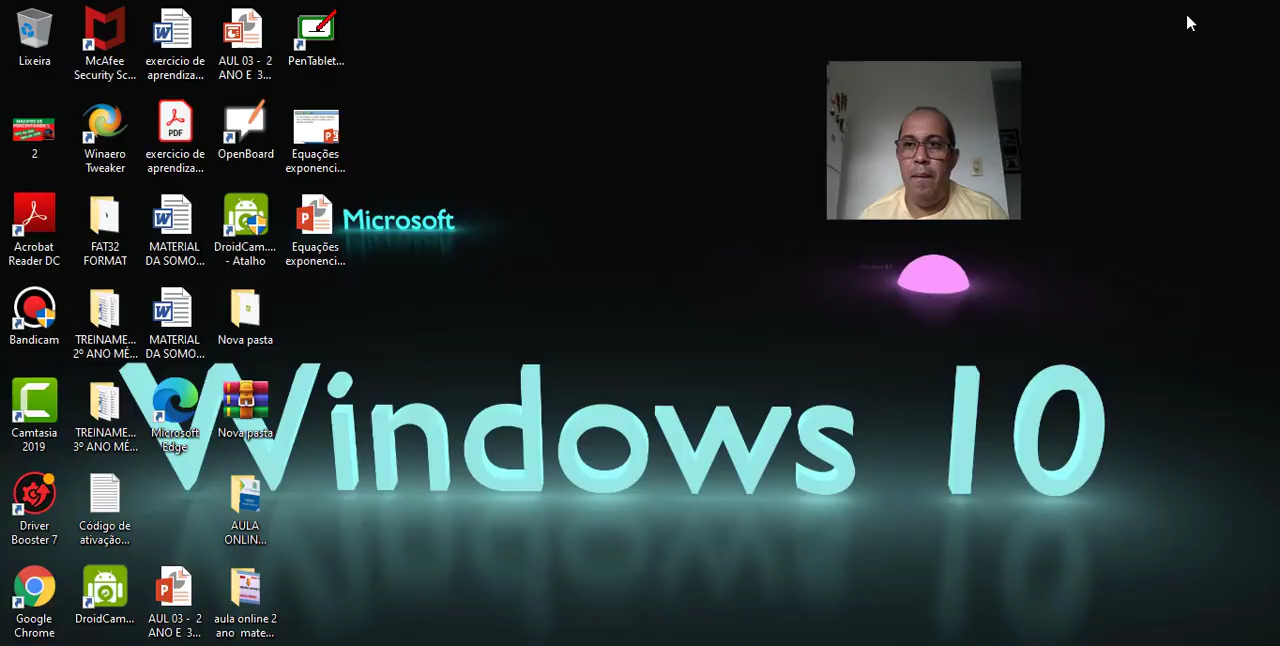 Lixeira
McAfee
Security Sc...
exercicio de
aprendiza...
AUL 03 - 2
ANO E 3...
PenTablet...
2
Winaero
Tweaker
PDF
exercicio de
aprendiza...
OpenBoard
Equações
exponenci...
Acrobat
Reader DC
FAT32
FORMAT
MATERIAL
DA SOMO...
DroidCam....
- Atalho
Equações
exponenci...
Microsoft
Bandicam
TREINAME...
2º ANO MÉ...
MATERIAL
DA SOMO...
Nova pasta
Camtasia
2019
TREINAME...
3º ANO MÉ...
Microsoft
Edge
Nova pasta
Windows 10
Driver
Booster 7
Código de
ativação...
AULA
ONLIN...
Google
Chrome
DroidCam...
AUL 03 - 2
ANO E 3...
aula online 2
ano mate...